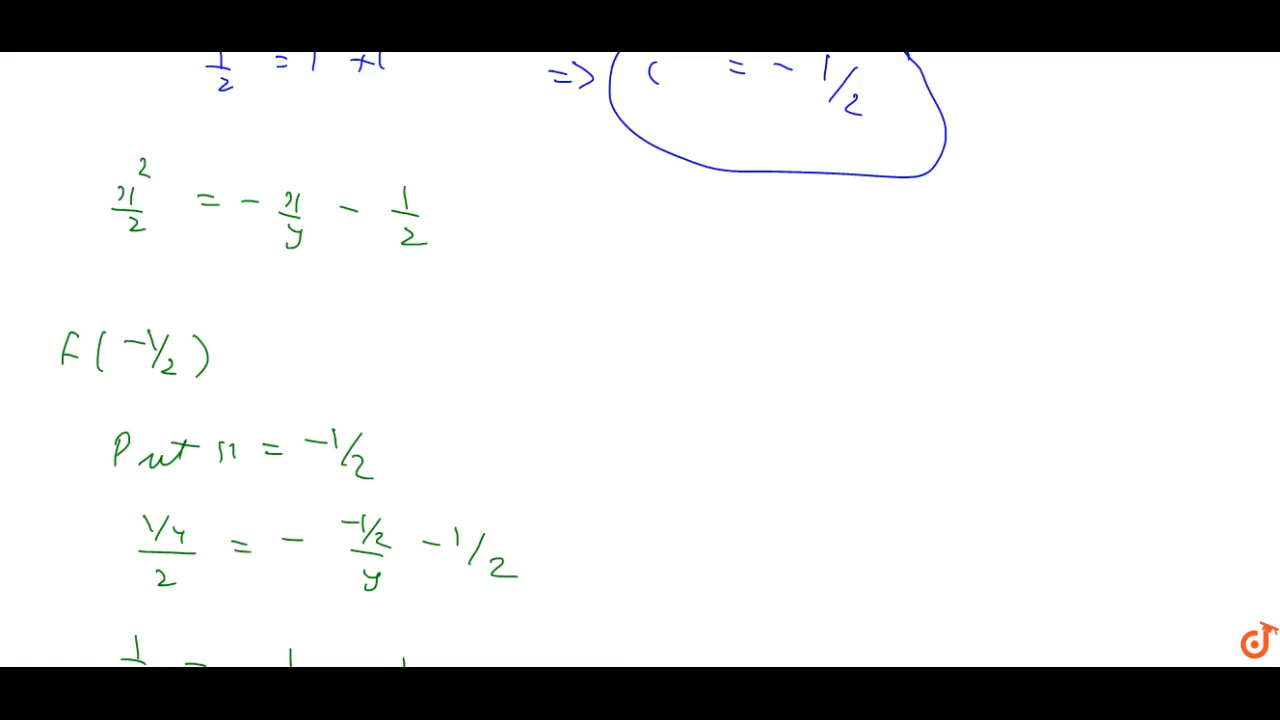 1/2 = 1 + c => c = - 1/2
x²/2 = - x/y - 1/2
f(-1/2)
Put x = -1/2
1/4/2 = - -1/2/y - 1/2